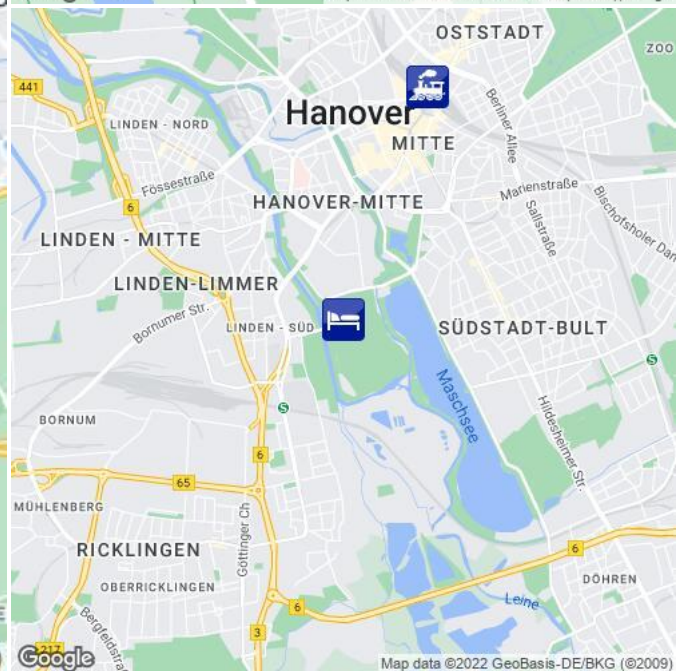 OSTSTADT
ZOO
441
Hanover
Berliner Allee
LINDEN - NORD
MITTE
Fössestraße
Marienstraße
Sallstraße
Bischofsholer Dam
6
HANOVER-MITTE
LINDEN - MITTE
LINDEN-LIMMER
Bornumer Str.
LINDEN - SÜD
SÜDSTADT-BULT
S
Maschsee
S
Hildesheimer Str.
BORNUM
6
65
MÜHLENBERG
Göttinger Ch
RICKLINGEN
6
OBERRICKLINGEN
DÖHREN
6
Leine
Bergfeldstraß
3
217
Google
Map data ©2022 GeoBasis-DE/BKG (©2009)